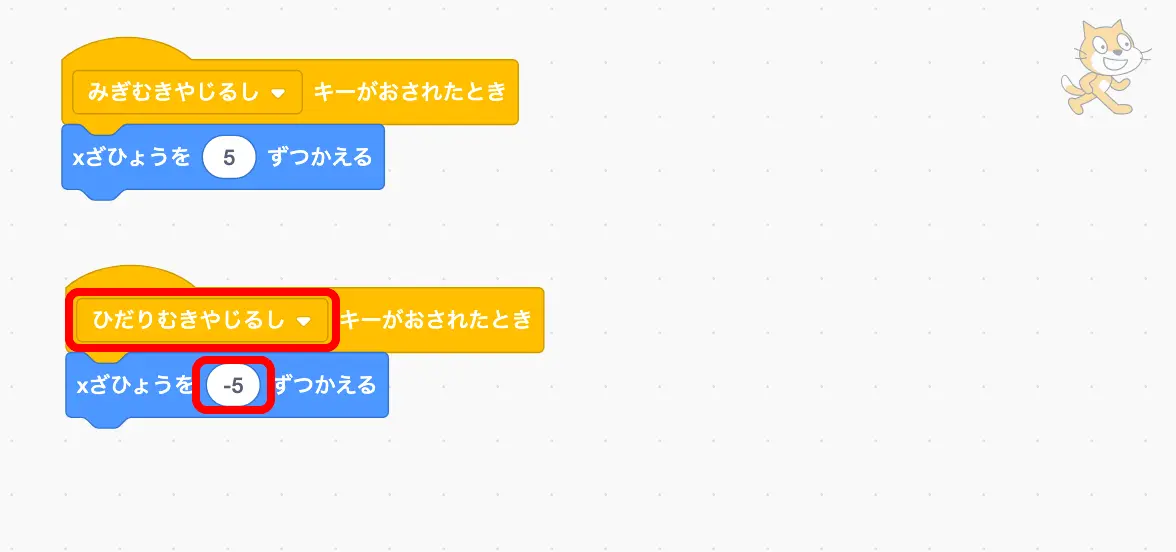 みぎむきやじるし キーがおされたとき
xざひょうを 5 ずつかえる
ひだりむきやじるし キーがおされたとき
xざひょうを -5 ずつかえる